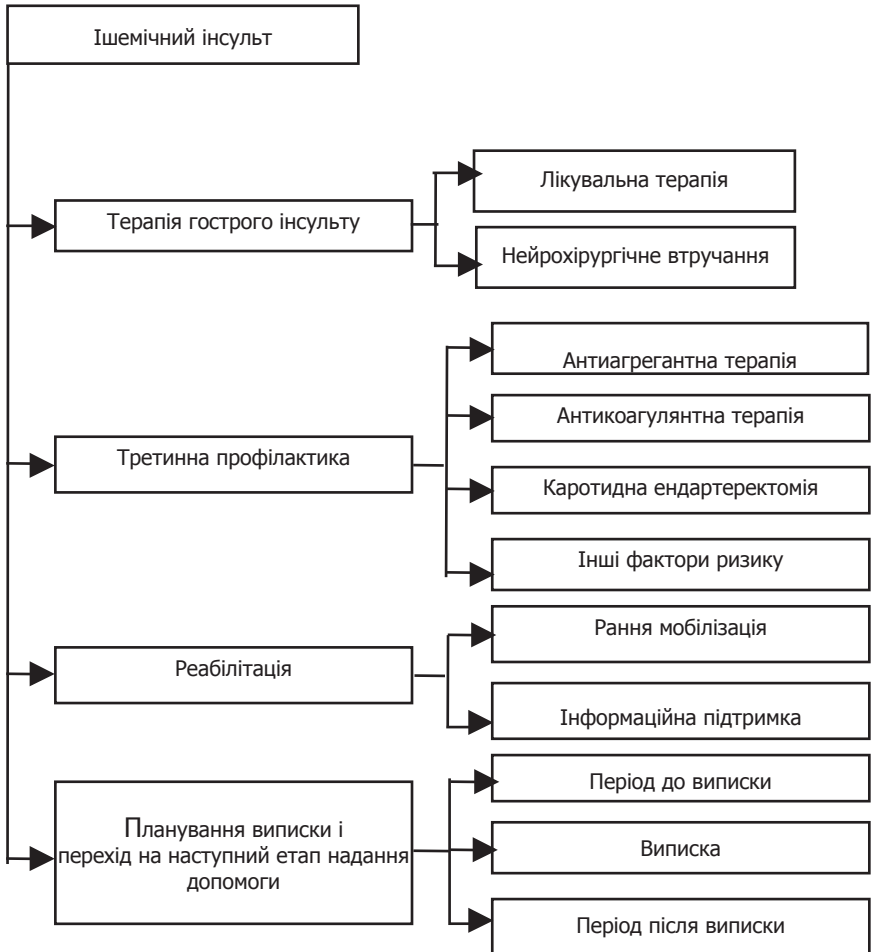 Ішемічний інсульт
Терапія гострого інсульту
Лікувальна терапія
Нейрохірургічне втручання
Третинна профілактика
Антиагрегантна терапія
Антикоагулянтна терапія
Каротидна ендартеректомія
Інші фактори ризику
Реабілітація
Рання мобілізація
Інформаційна підтримка
Планування виписки і
перехід на наступний етап надання
допомоги
Період до виписки
Виписка
Період після виписки